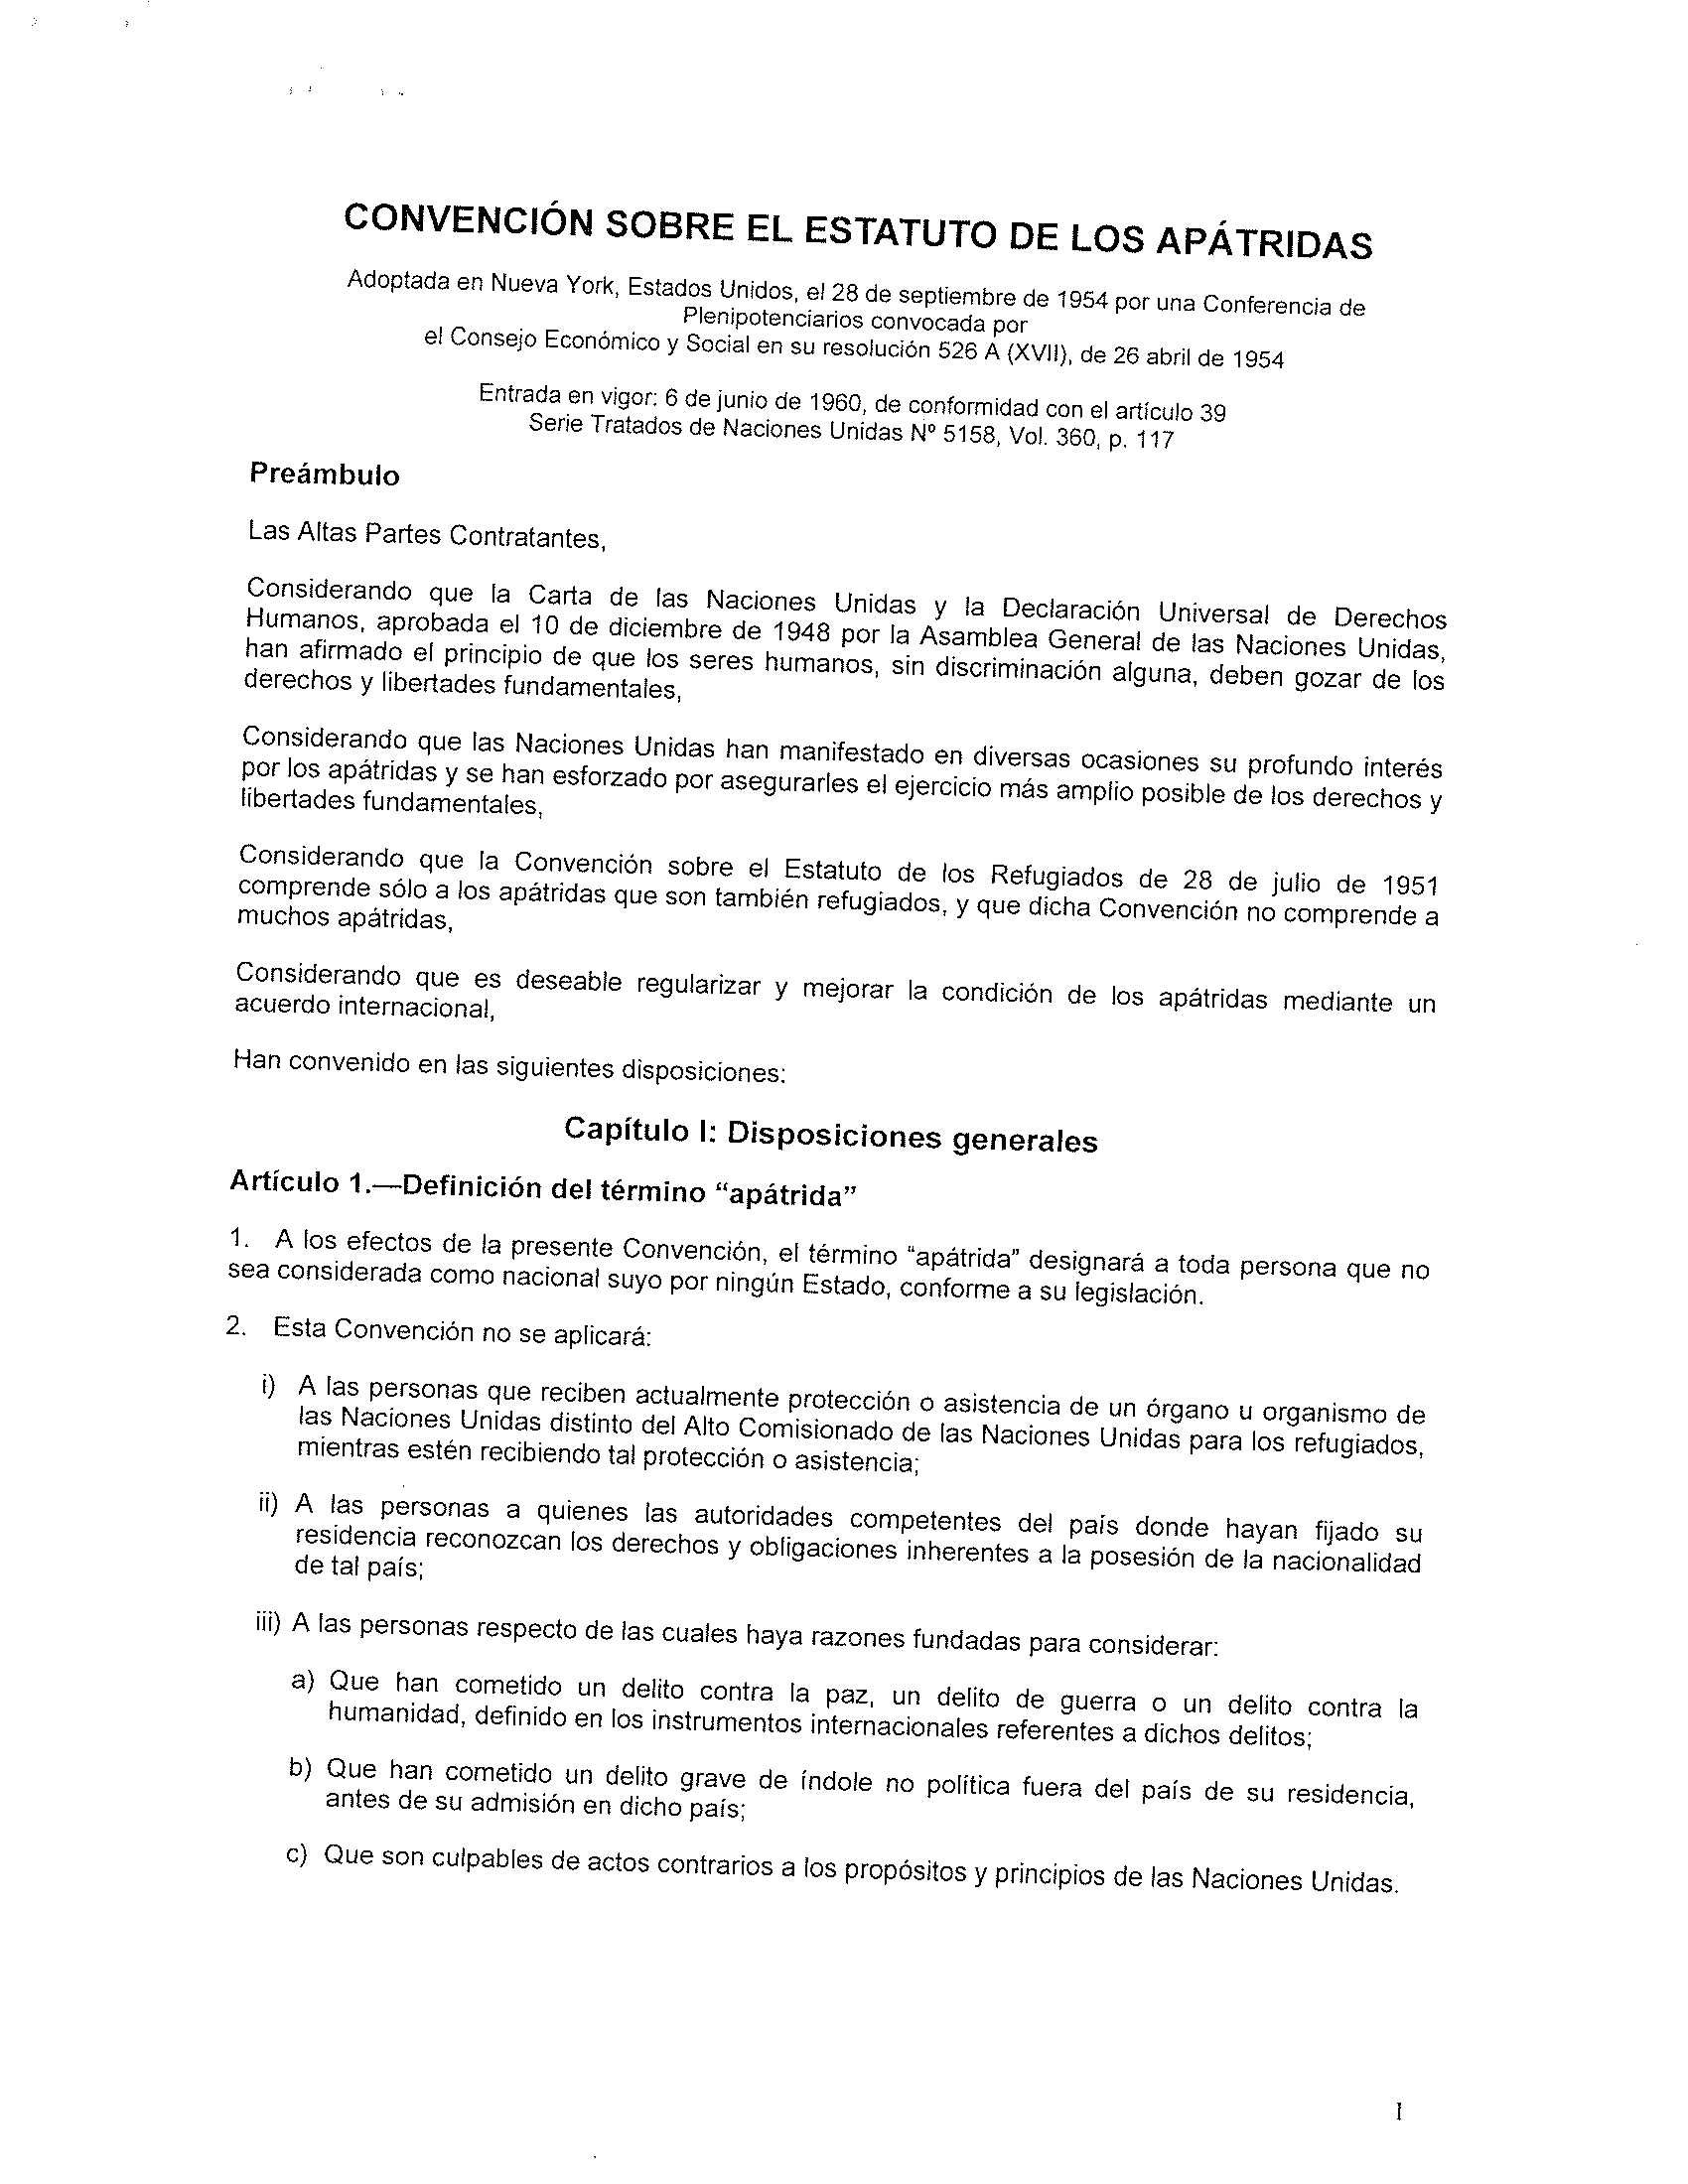 CONVENCIÓN SOBRE EL ESTATUTO DE LOS APÁTRIDAS
Adoptada en Nueva York, Estados Unidos, el 28 de septiembre de 1954 por una Conferencia de
Plenipotenciarios convocada por
el Consejo Económico y Social en su resolución 526 A (XVII), de 26 abril de 1954
Entrada en vigor: 6 de junio de 1960, de conformidad con el artículo 39
Serie Tratados de Naciones Unidas Nº 5158, Vol. 360, p. 117
Preámbulo
Las Altas Partes Contratantes,
Considerando que la Carta de las Naciones Unidas y la Declaración Universal de Derechos
Humanos, aprobada el 10 de diciembre de 1948 por la Asamblea General de las Naciones Unidas,
han afirmado el principio de que los seres humanos, sin discriminación alguna, deben gozar de los
derechos y libertades fundamentales,
Considerando que las Naciones Unidas han manifestado en diversas ocasiones su profundo interés
por los apátridas y se han esforzado por asegurarles el ejercicio más amplio posible de los derechos y
libertades fundamentales,
Considerando que la Convención sobre el Estatuto de los Refugiados de 28 de julio de 1951
comprende sólo a los apátridas que son también refugiados, y que dicha Convención no comprende a
muchos apátridas,
Considerando que es deseable regularizar y mejorar la condición de los apátridas mediante un
acuerdo internacional,
Han convenido en las siguientes disposiciones:
Capítulo I: Disposiciones generales
Artículo 1.—Definición del término “apátrida”
1. A los efectos de la presente Convención, el término “apátrida” designará a toda persona que no
sea considerada como nacional suyo por ningún Estado, conforme a su legislación.
2. Esta Convención no se aplicará:
i) A las personas que reciben actualmente protección o asistencia de un órgano u organismo de
las Naciones Unidas distinto del Alto Comisionado de las Naciones Unidas para los refugiados,
mientras estén recibiendo tal protección o asistencia;
ii) A las personas a quienes las autoridades competentes del país donde hayan fijado su
residencia reconozcan los derechos y obligaciones inherentes a la posesión de la nacionalidad
de tal país;
iii) A las personas respecto de las cuales haya razones fundadas para considerar:
a) Que han cometido un delito contra la paz, un delito de guerra o un delito contra la
humanidad, definido en los instrumentos internacionales referentes a dichos delitos;
b) Que han cometido un delito grave de índole no política fuera del país de su residencia,
antes de su admisión en dicho país;
c) Que son culpables de actos contrarios a los propósitos y principios de las Naciones Unidas.
1